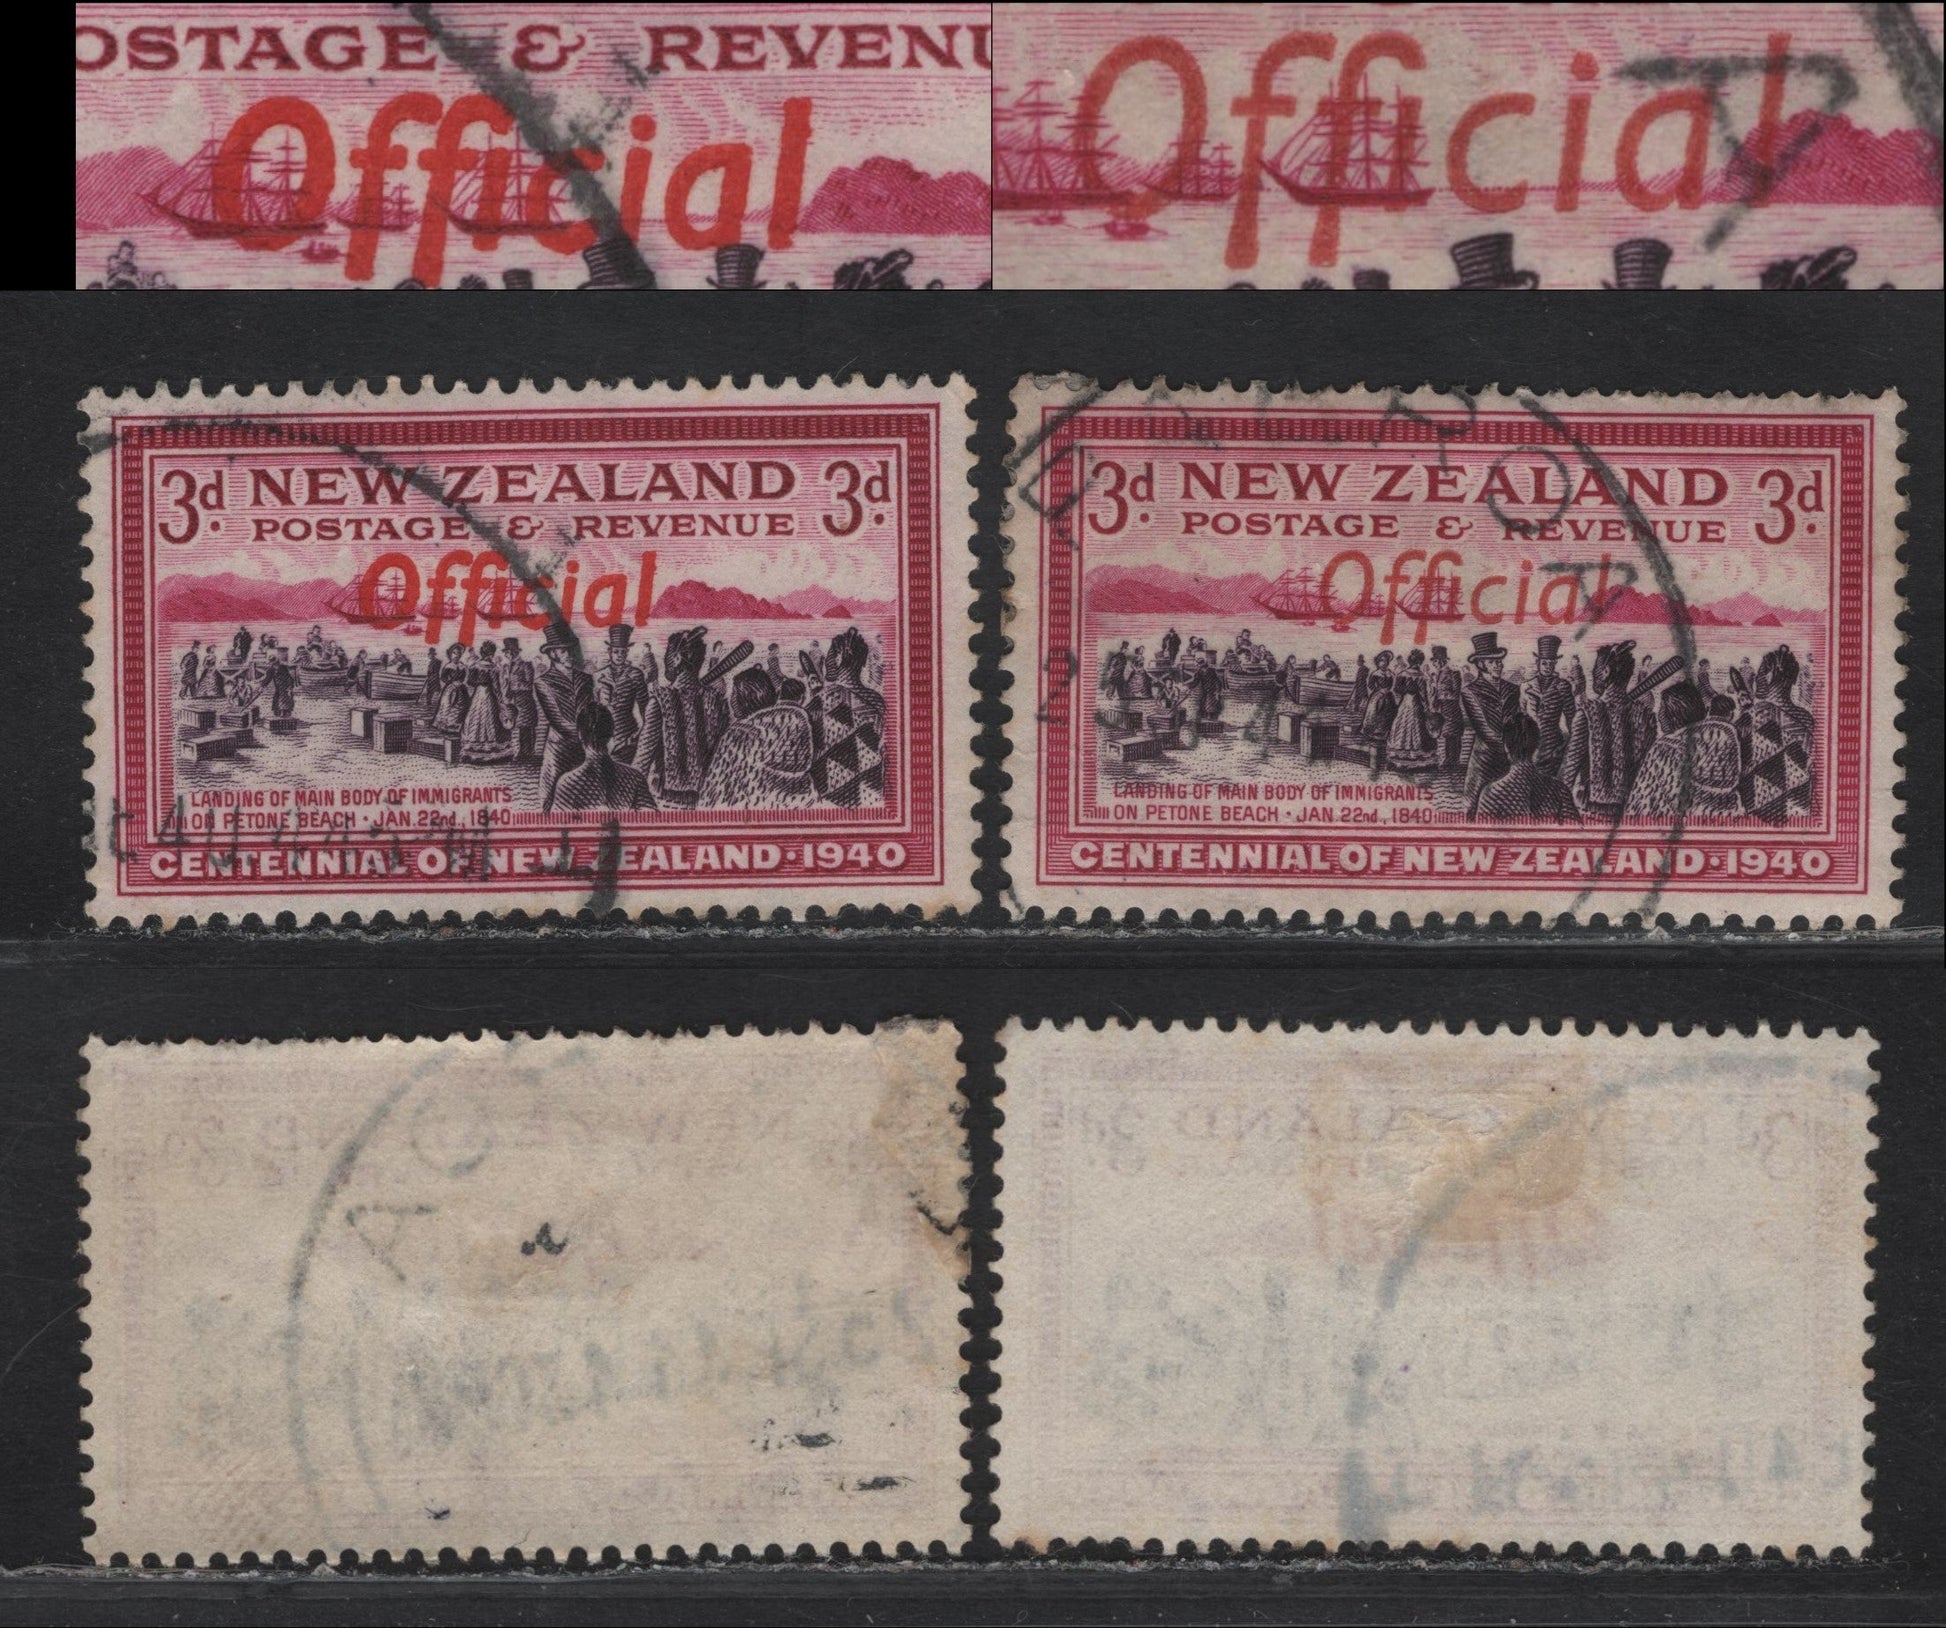 OSTAGE & REVENU
Official
Official
3d NEW ZEALAND 3d
POSTAGE & REVENUE
Official
LANDING OF MAIN BODY OF IMMIGRANTS
ON PETONE BEACH · JAN. 22nd., 1840
CENTENNIAL OF NEW ZEALAND · 1940
3d NEW ZEALAND 3d
POSTAGE & REVENUE
Official
LANDING OF MAIN BODY OF IMMIGRANTS
ON PETONE BEACH · JAN. 22nd., 1840
CENTENNIAL OF NEW ZEALAND · 1940